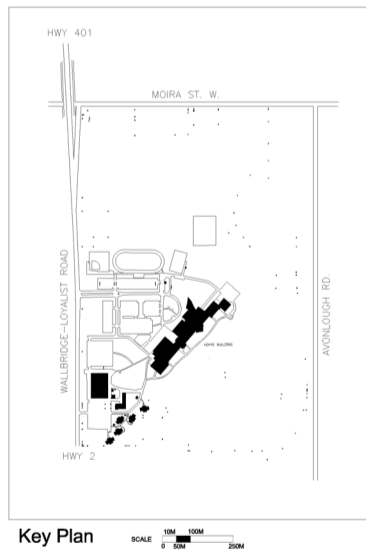 HWY 401
MOIRA ST. W.
WALLBRIDGE-LOYALIST ROAD
AVONLOUGH RD.
HWY 2
Key Plan
SCALE
10M 100M
0 50M 250M